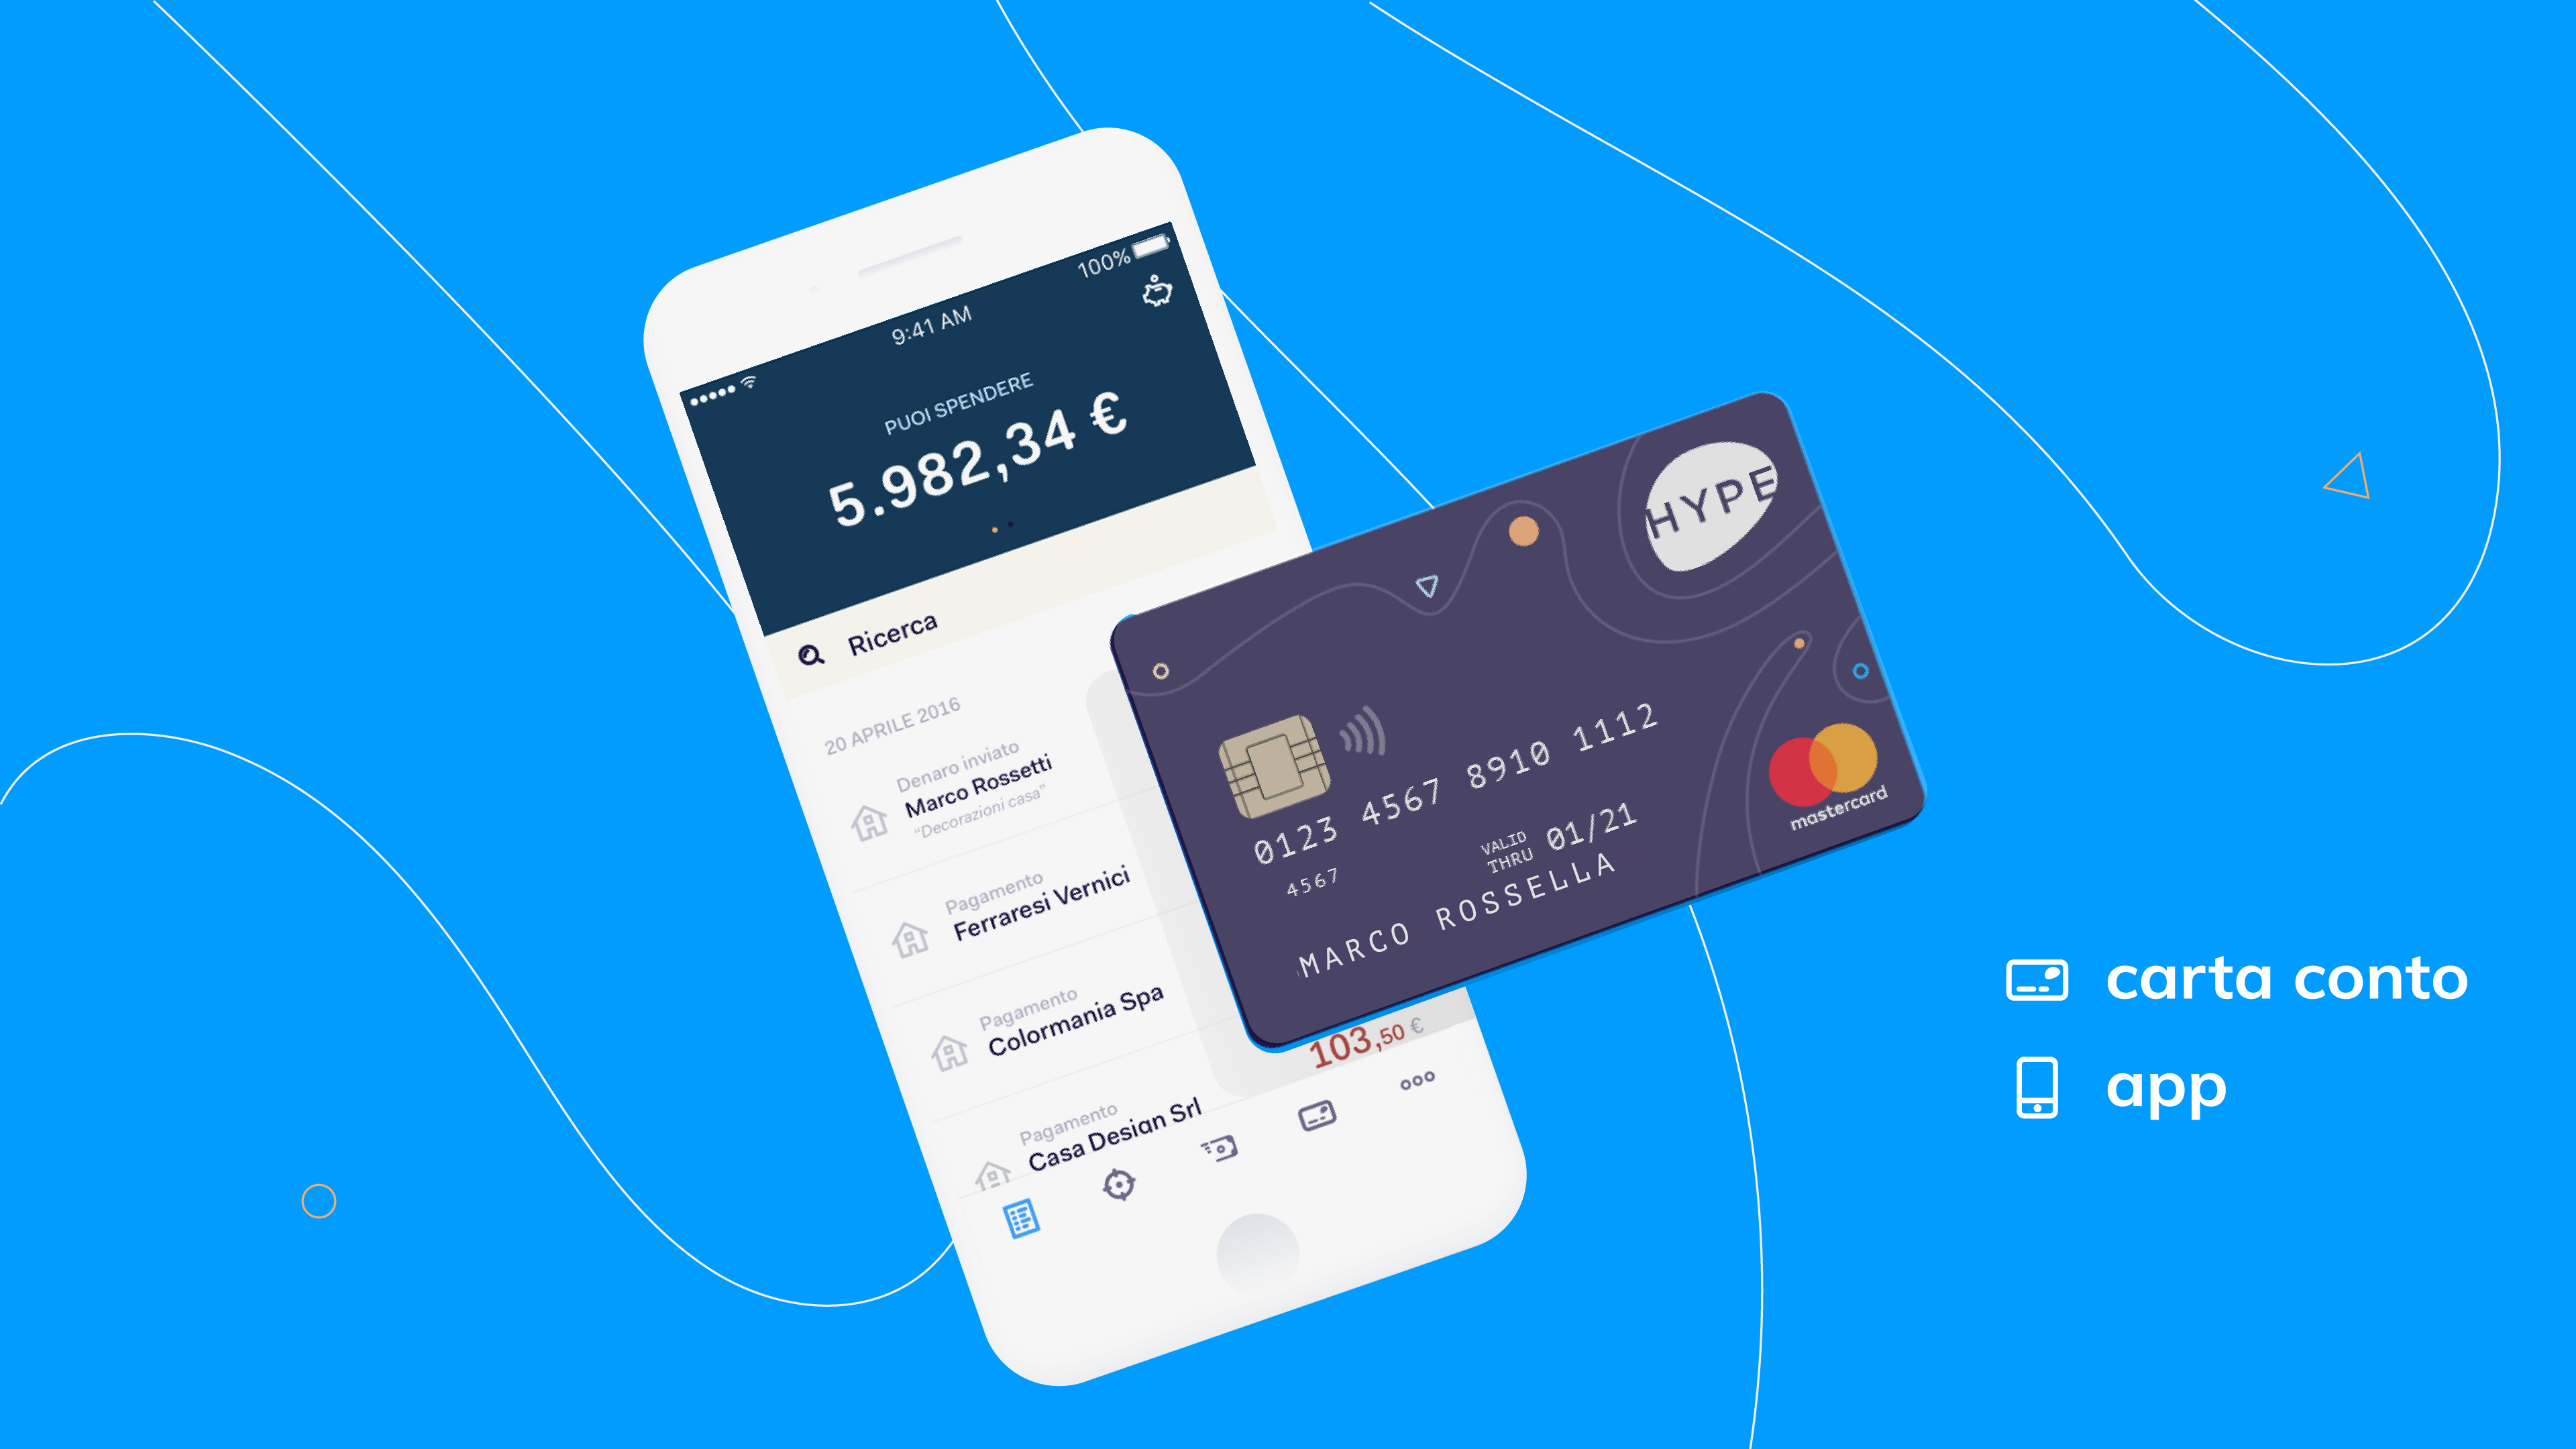 100%
9:41 AM
PUOI SPENDERE
5.982,34 €
Ricerca
20 APRILE 2016
Denaro inviato
Marco Rossetti
“Decorazioni casa”
Pagamento
Ferraresi Vernici
Pagamento
Colormania Spa
Pagamento
Casa Design Srl
103,50 €
HYPE
0123 4567 8910 1112
4567
VALID
THRU 01/21
MARCO ROSSELLA
mastercard
carta conto
app